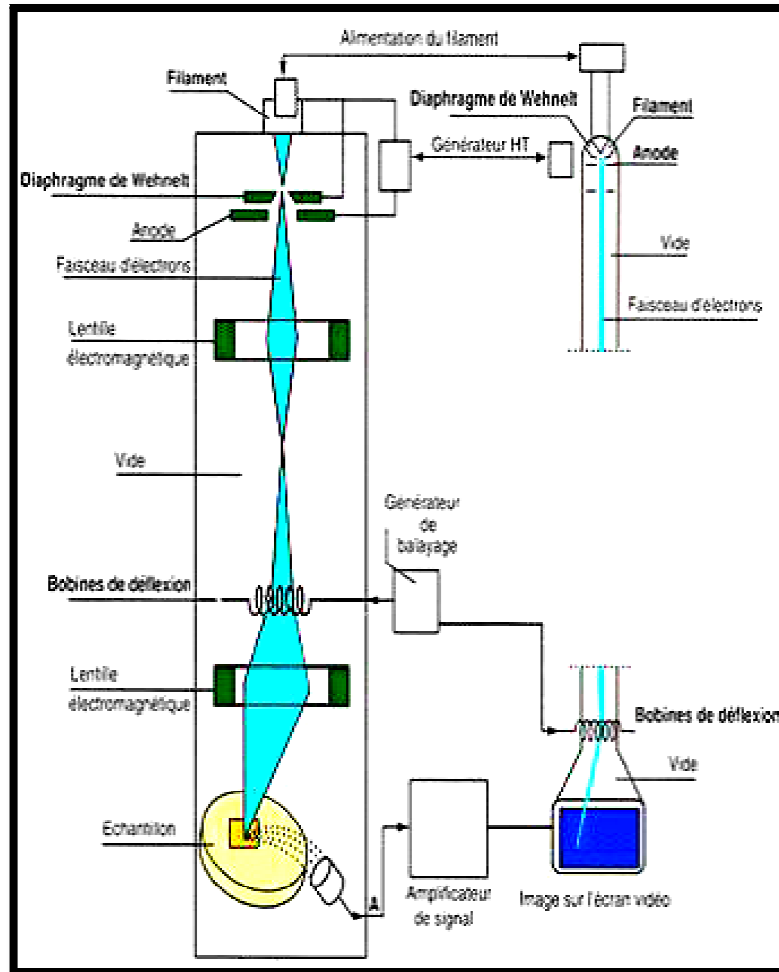 Alimentation du filament
Filament
Diaphragme de Wehnelt
Filament
Générateur HT
Anode
Diaphragme de Wehnelt
Anode
Vide
Faisceau d'électrons
Faisceau d'électrons
Lentille
électromagnétique
Vide
Générateur
de
balayage
Bobines de déflexion
Lentille
électromagnétique
Bobines de déflexion
Vide
Echantillon
A
Amplificateur
de signal
Image sur l'écran vidéo